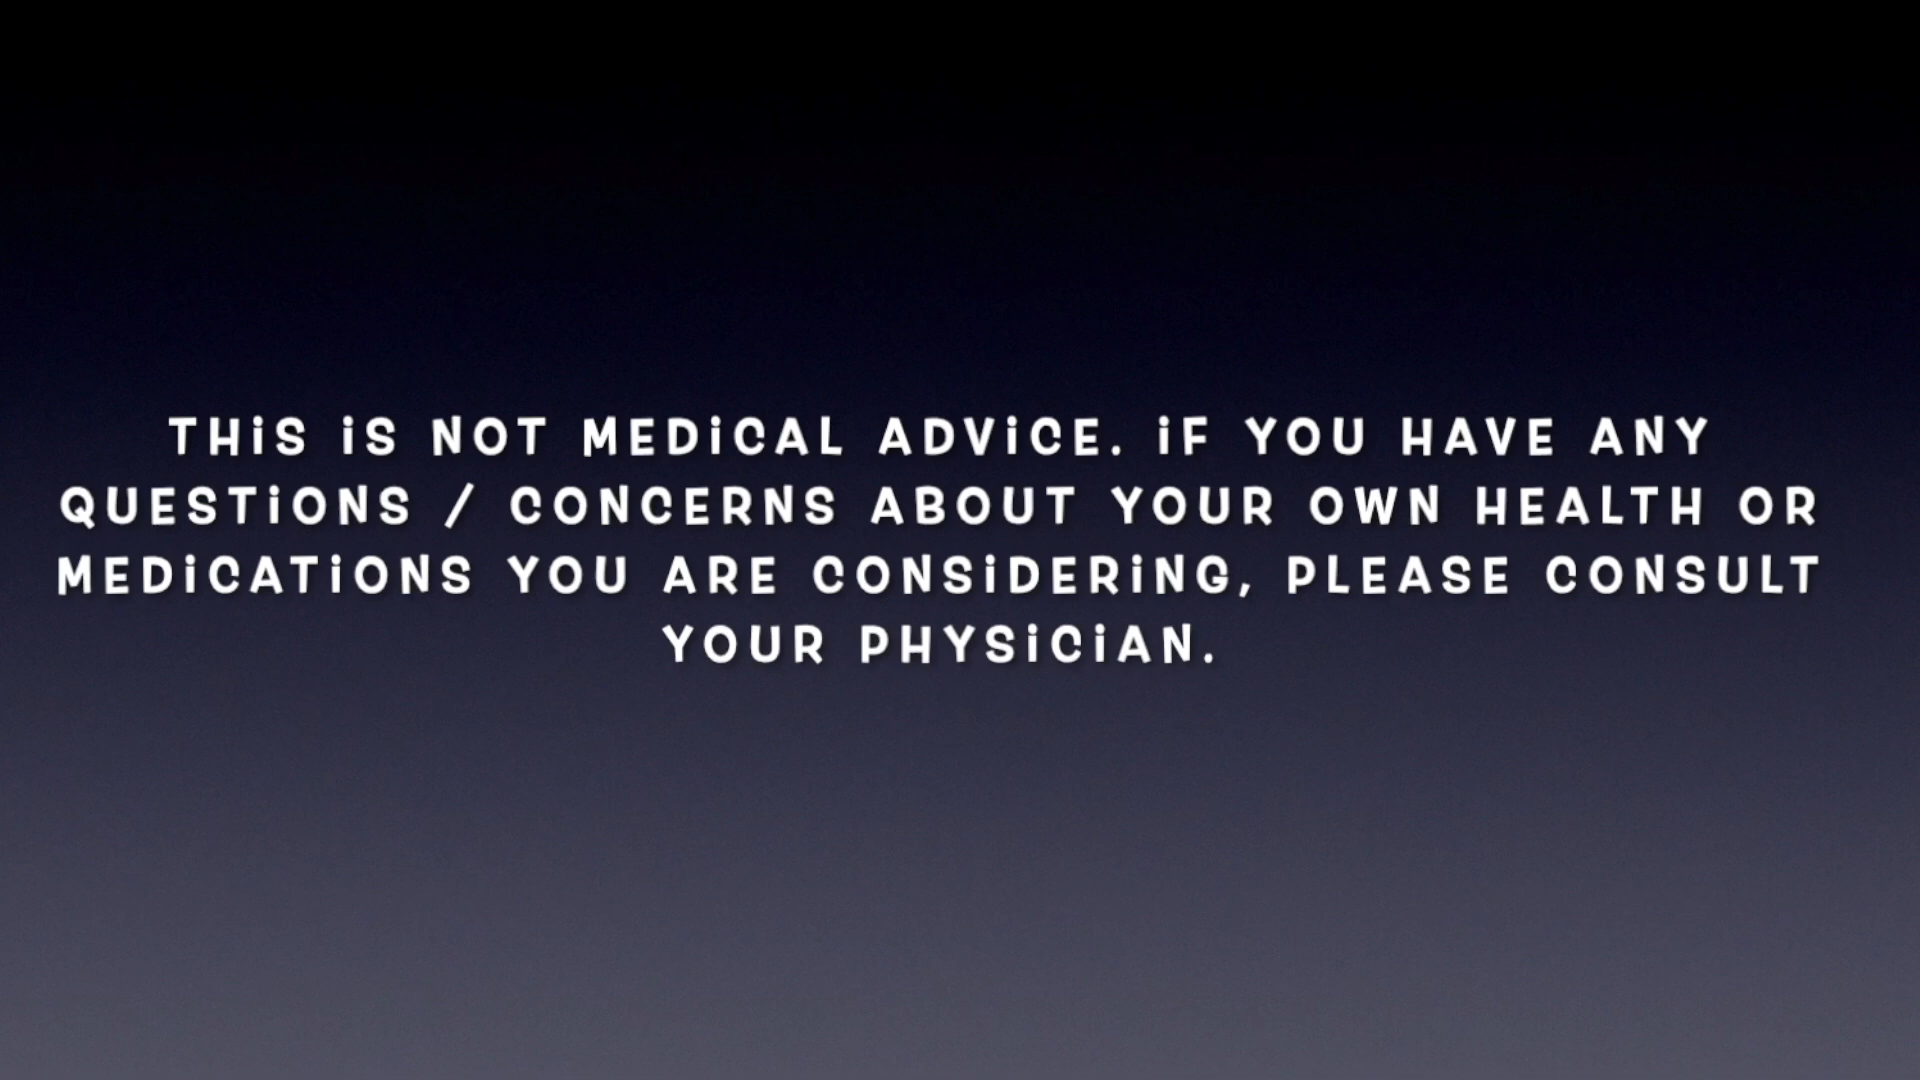 THiS iS NOT MEDiCAL ADViCE. iF YOU HAVE ANY
QUESTiONS / CONCERNS ABOUT YOUR OWN HEALTH OR
MEDiCATiONS YOU ARE CONSiDERiNG, PLEASE CONSULT
YOUR PHYSiCiAN.